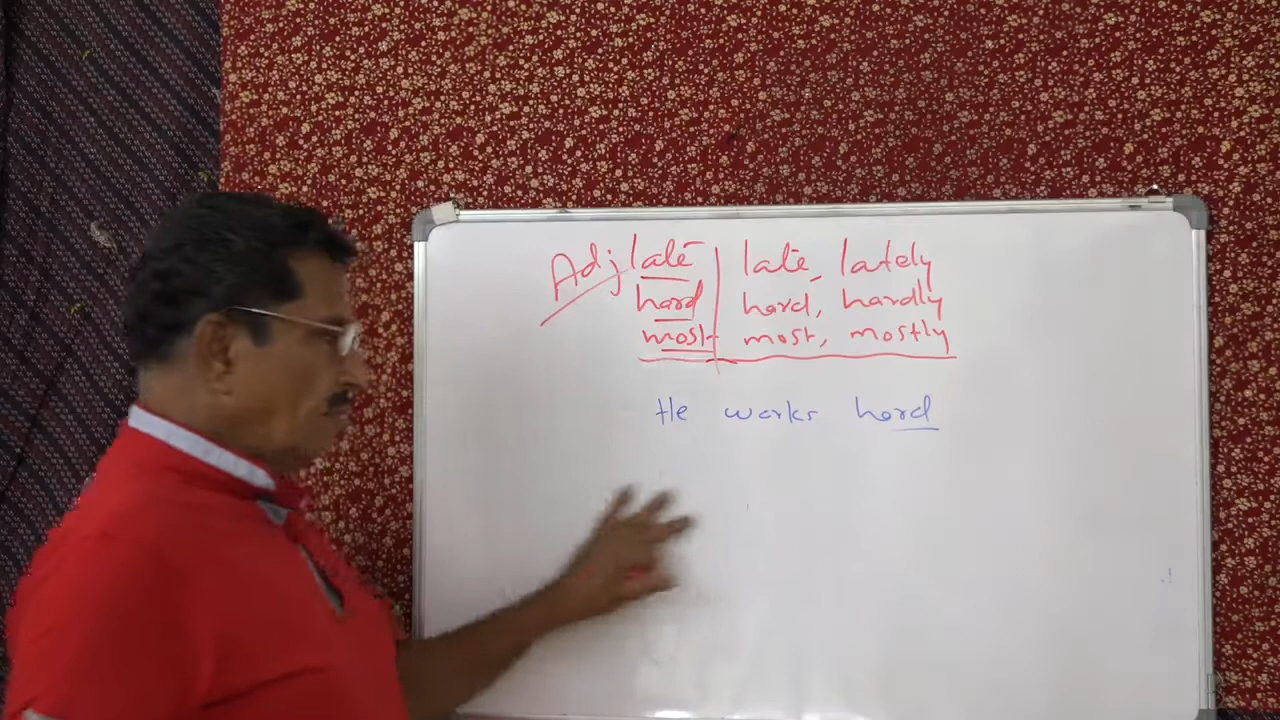 Adj late | late, lately
hard | hard, hardly
most | most, mostly
He works hard